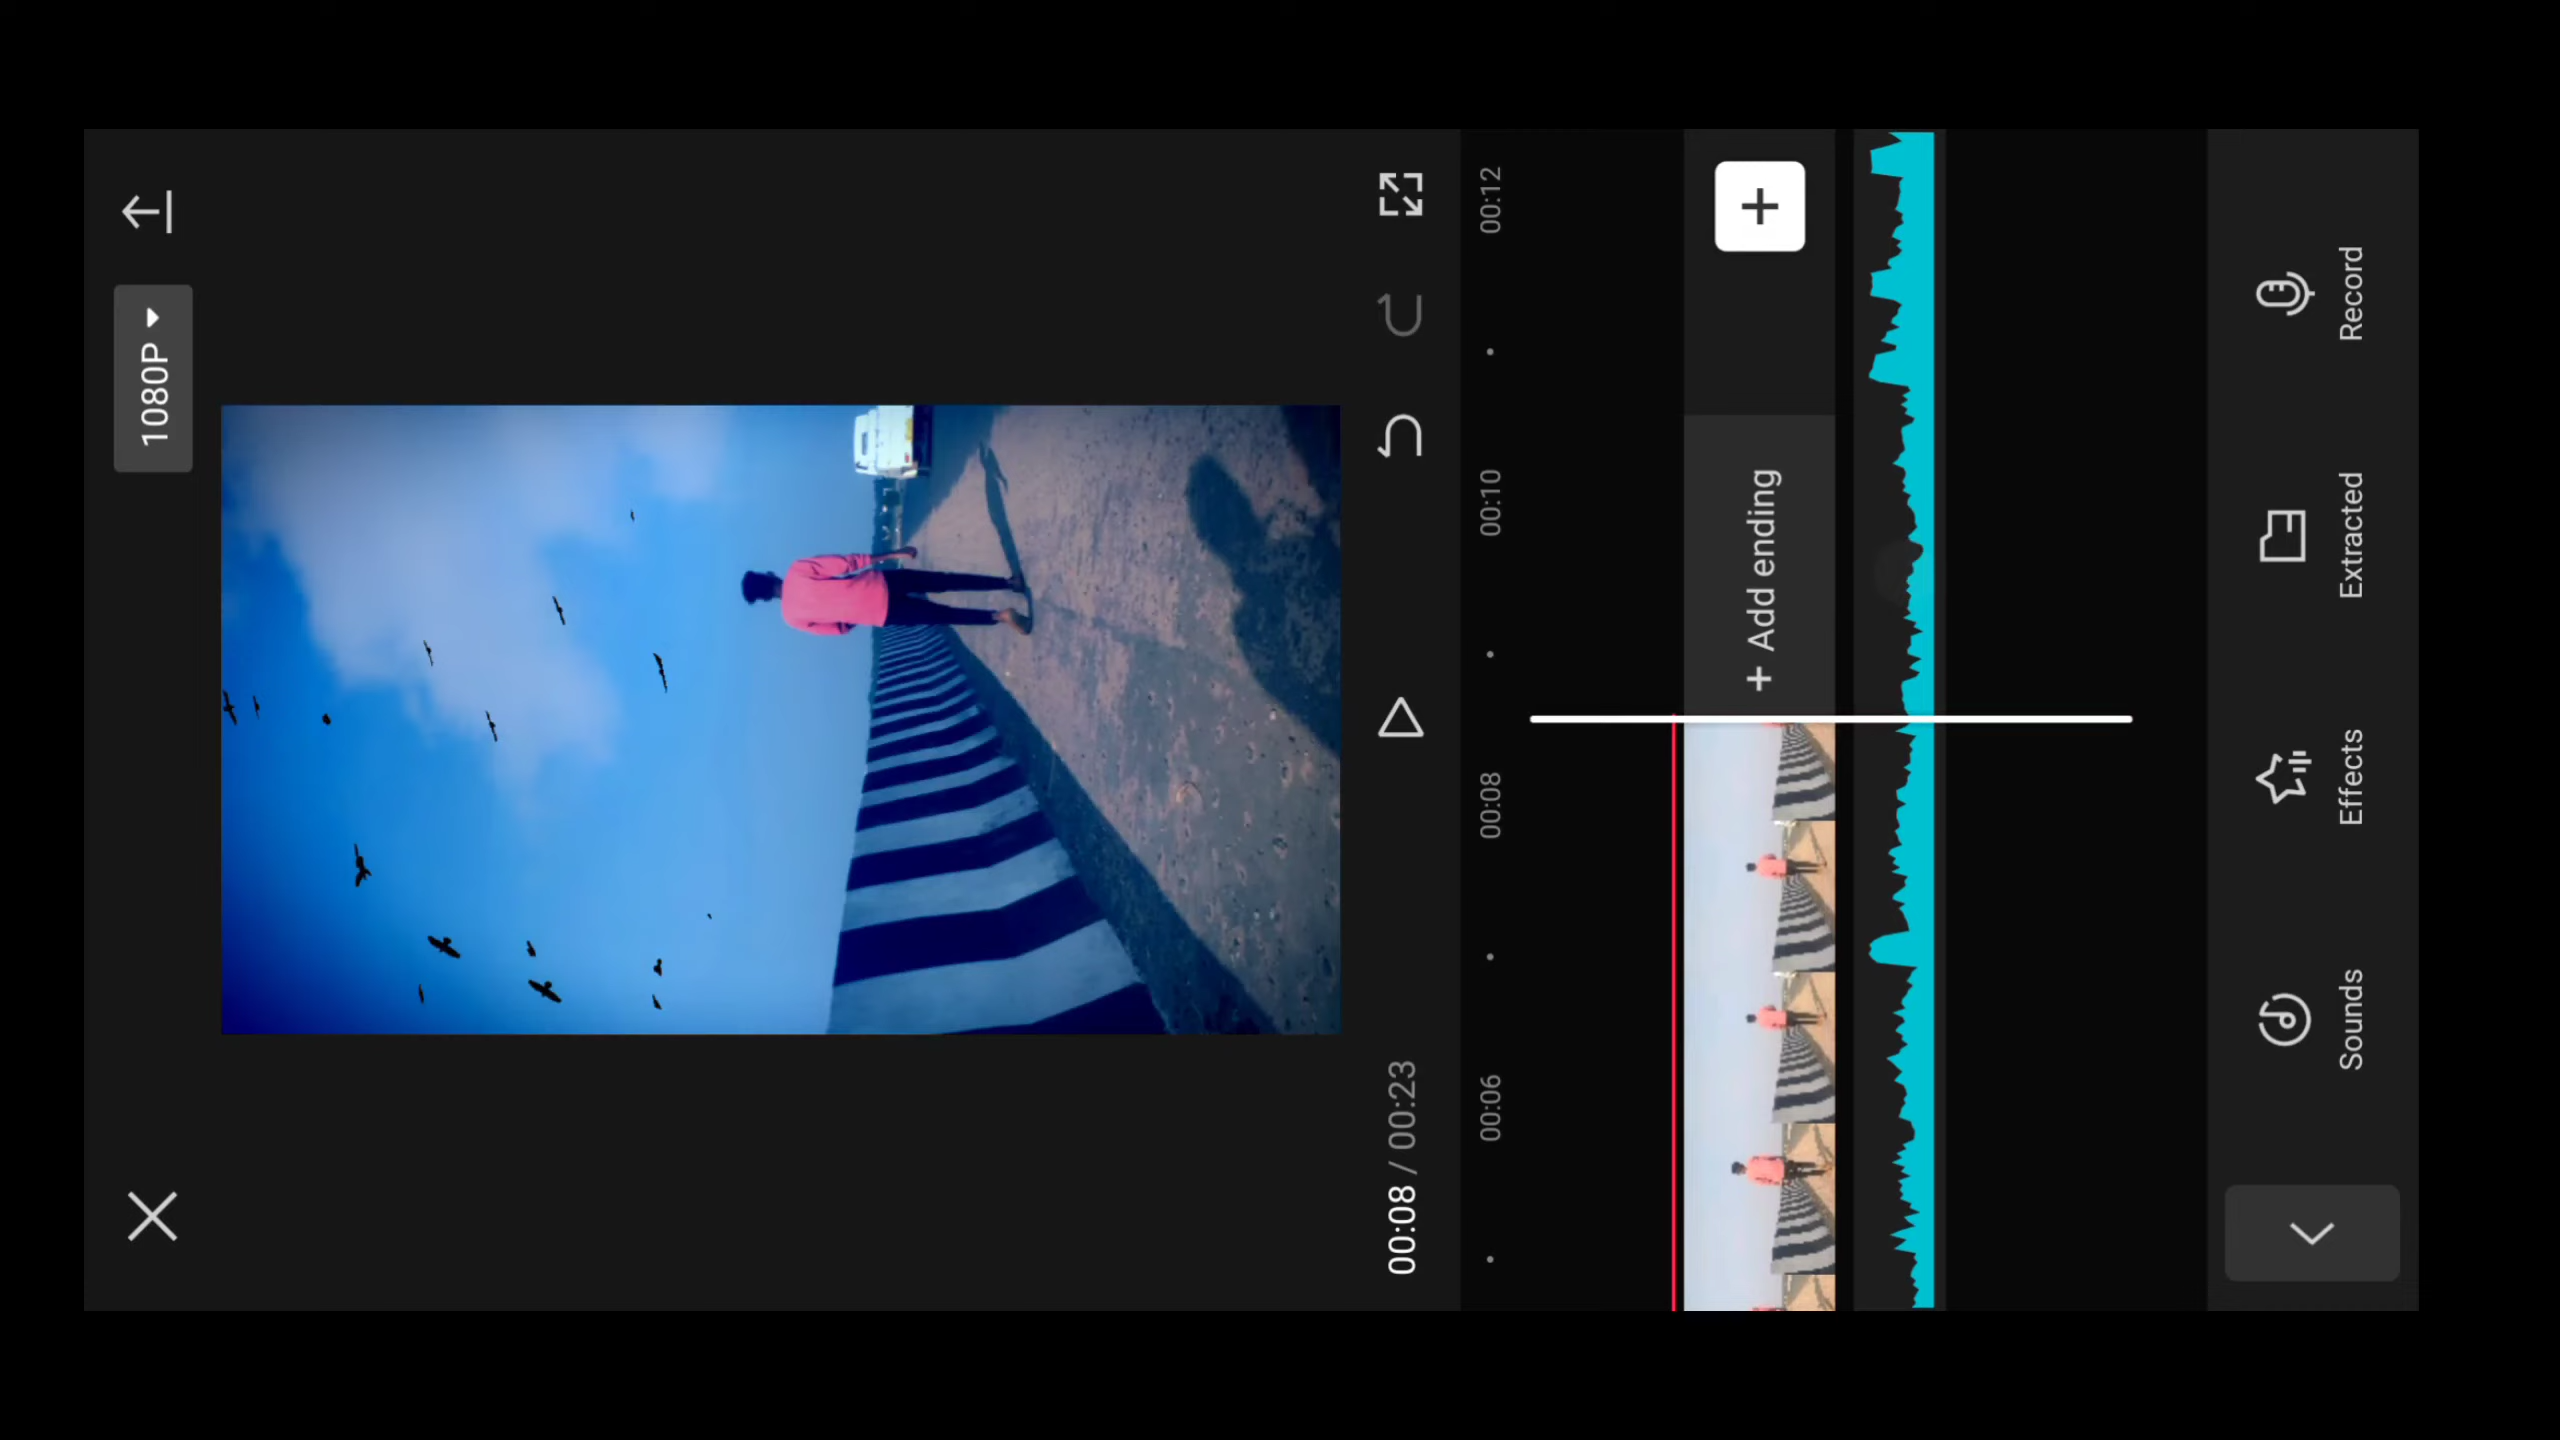 1080P
00:08 / 00:23
00:06
00:08
00:10
00:12
+ Add ending
Sounds
Effects
Extracted
Record